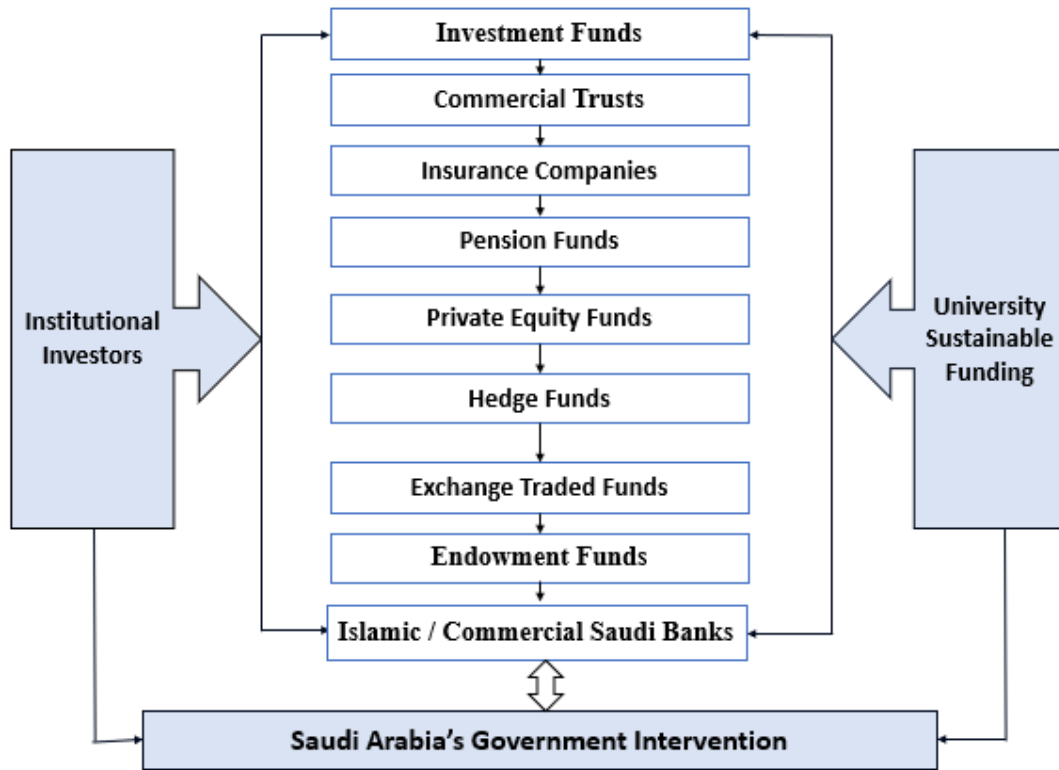 Investment Funds
Commercial Trusts
Insurance Companies
Pension Funds
Private Equity Funds
Hedge Funds
Exchange Traded Funds
Endowment Funds
Islamic / Commercial Saudi Banks
Institutional
Investors
University
Sustainable
Funding
Saudi Arabia's Government Intervention